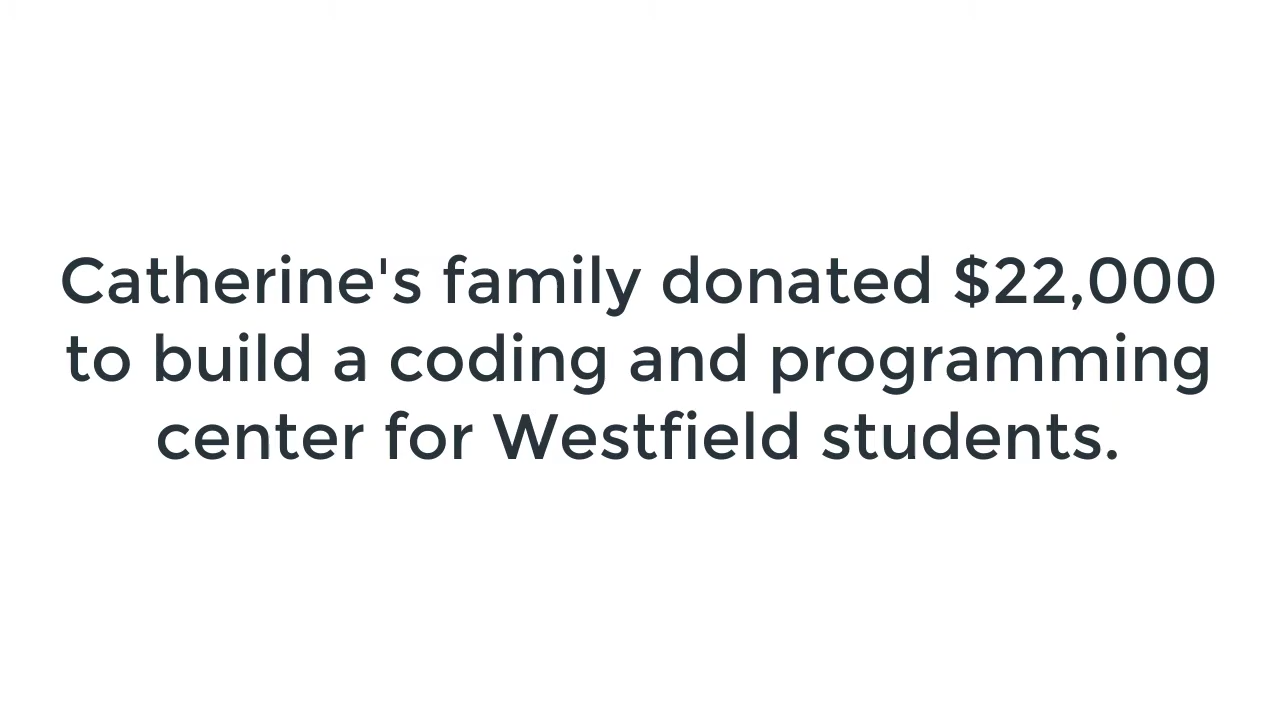 Catherine's family donated $22,000
to build a coding and programming
center for Westfield students.